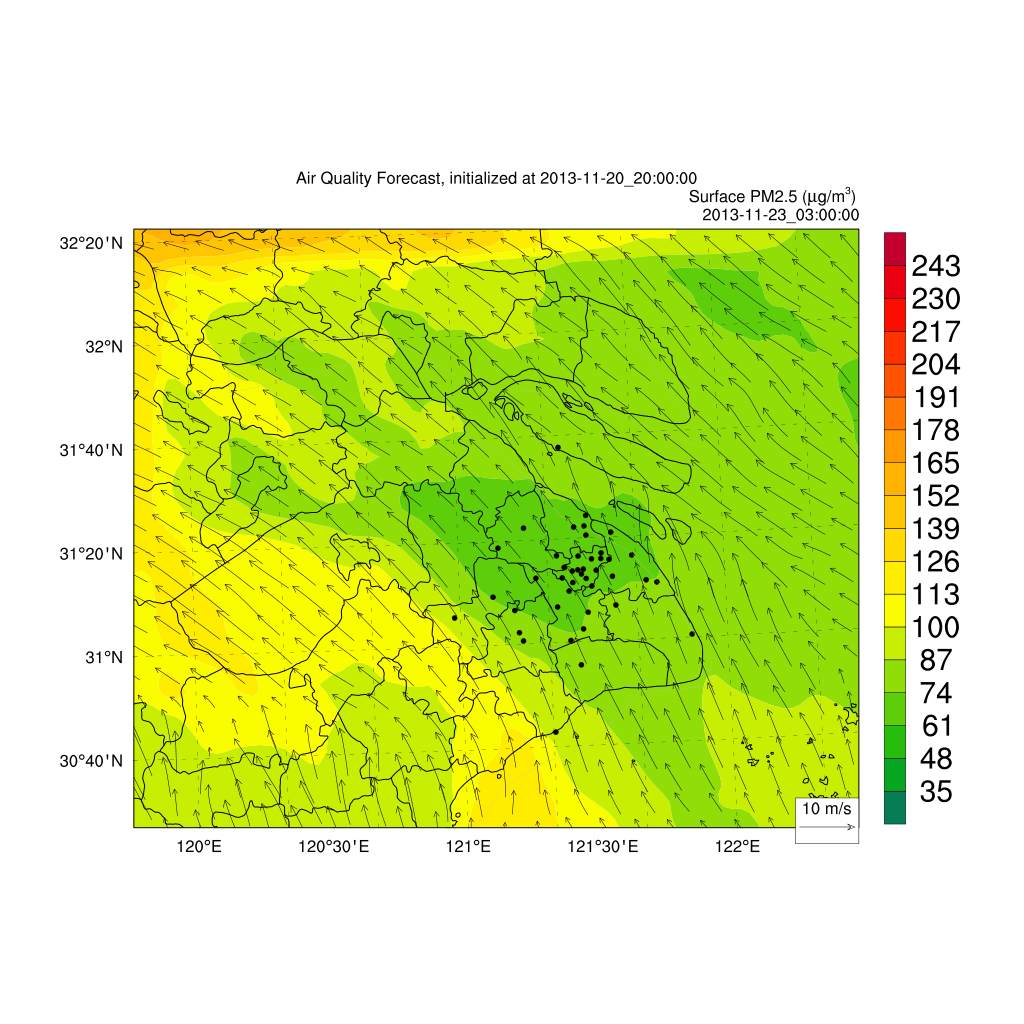 Air Quality Forecast, initialized at 2013-11-20_20:00:00
Surface PM2.5 (µg/m³)
2013-11-23_03:00:00
32°20'N
32°N
31°40'N
31°20'N
31°N
30°40'N
120°E
120°30'E
121°E
121°30'E
122°E
10 m/s
243
230
217
204
191
178
165
152
139
126
113
100
87
74
61
48
35